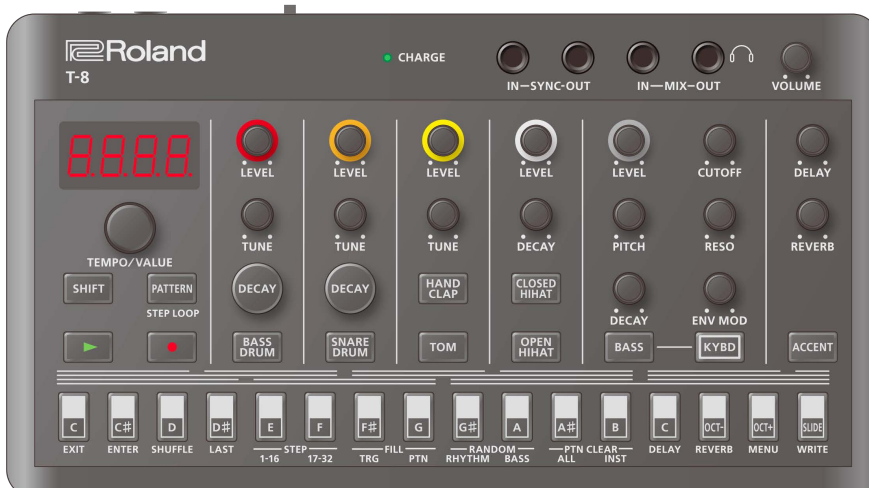 Roland
T-8
CHARGE
IN—SYNC-OUT
IN—MIX—OUT
VOLUME
8.8.8.8.
LEVEL
LEVEL
LEVEL
LEVEL
LEVEL
CUTOFF
DELAY
TUNE
TUNE
TUNE
DECAY
PITCH
RESO
REVERB
TEMPO/VALUE
SHIFT
PATTERN
STEP LOOP
DECAY
DECAY
HAND
CLAP
CLOSED
HIHAT
DECAY
ENV MOD
BASS
DRUM
SNARE
DRUM
TOM
OPEN
HIHAT
BASS
KYBD
ACCENT
C
C#
D
D#
E
F
F#
G
G#
A
A#
B
C
OCT-
OCT+
SLIDE
EXIT
ENTER
SHUFFLE
LAST
STEP
1-16
17-32
FILL
TRG
PTN
RANDOM
RHYTHM
BASS
PTN CLEAR
ALL
INST
DELAY
REVERB
MENU
WRITE